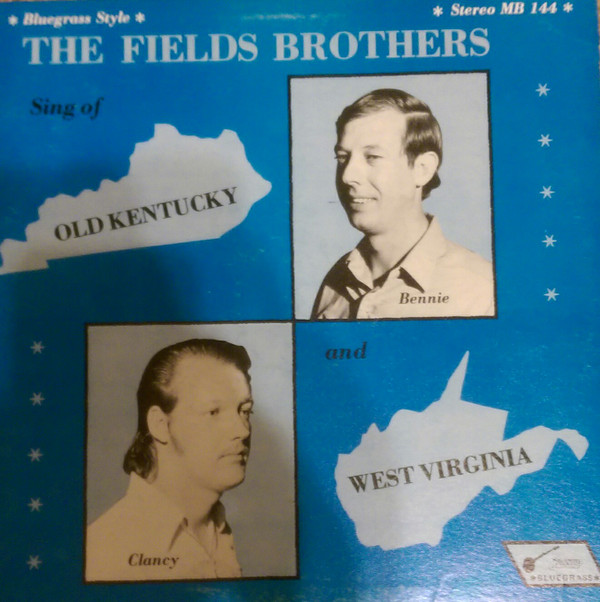 * Bluegrass Style *
* Stereo MB 144 *
THE FIELDS BROTHERS
Sing of
OLD KENTUCKY
Bennie
and
Clancy
WEST VIRGINIA
*BLUEGRASS*